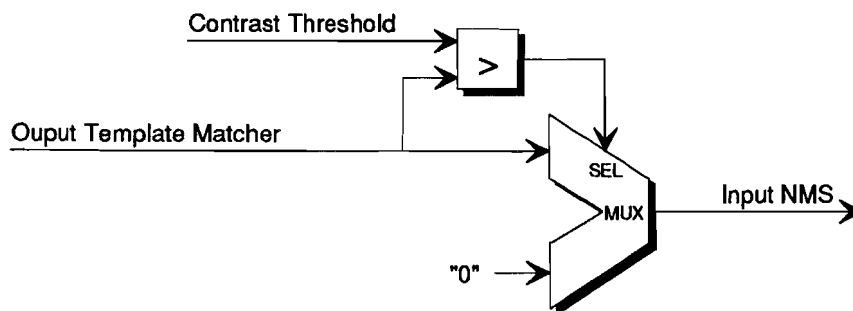 Contrast Threshold
>
Ouput Template Matcher
SEL
MUX
Input NMS
"0"